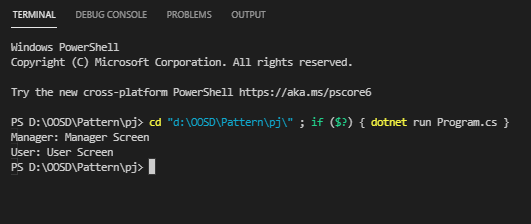 TERMINAL DEBUG CONSOLE PROBLEMS OUTPUT
Windows PowerShell
Copyright (C) Microsoft Corporation. All rights reserved.
Try the new cross-platform PowerShell https://aka.ms/pscore6
PS D:\OOSD\Pattern\pj> cd "d:\OOSD\Pattern\pj\" ; if ($?) { dotnet run Program.cs }
Manager: Manager Screen
User: User Screen
PS D:\OOSD\Pattern\pj>